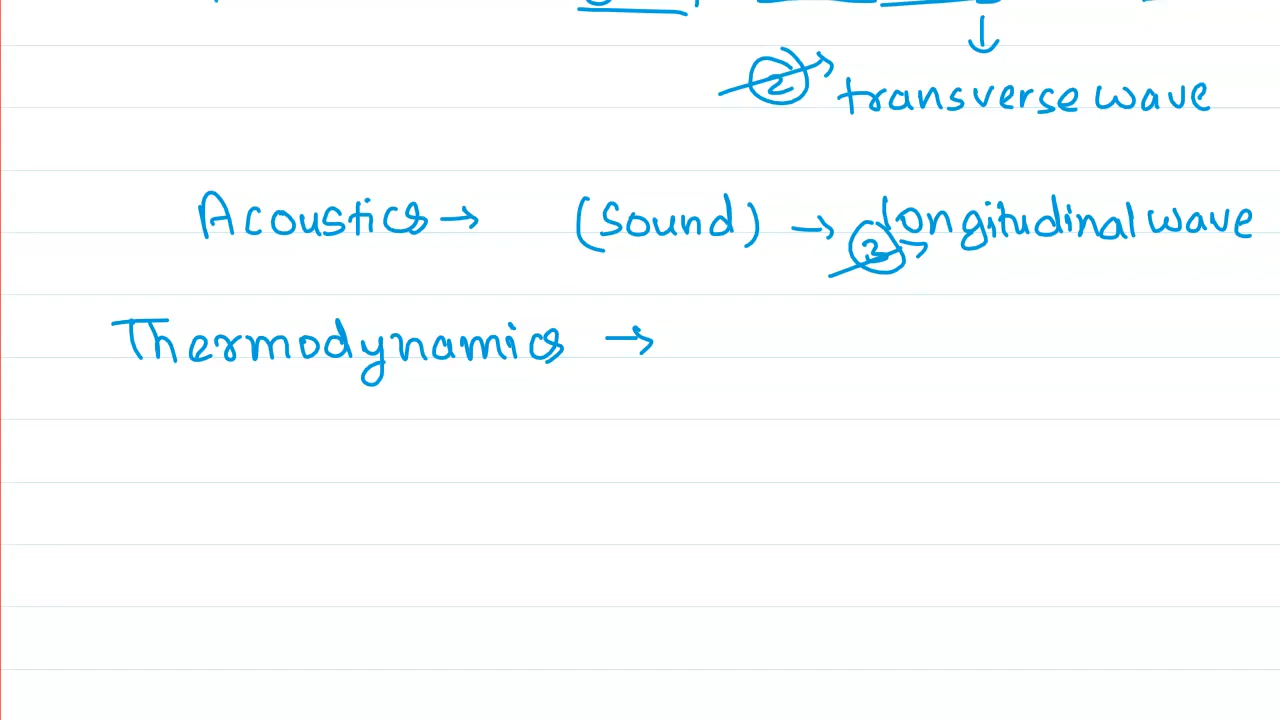 ② → transverse wave
Acoustics → (Sound) → longitudinal wave
③ →
Thermodynamics →